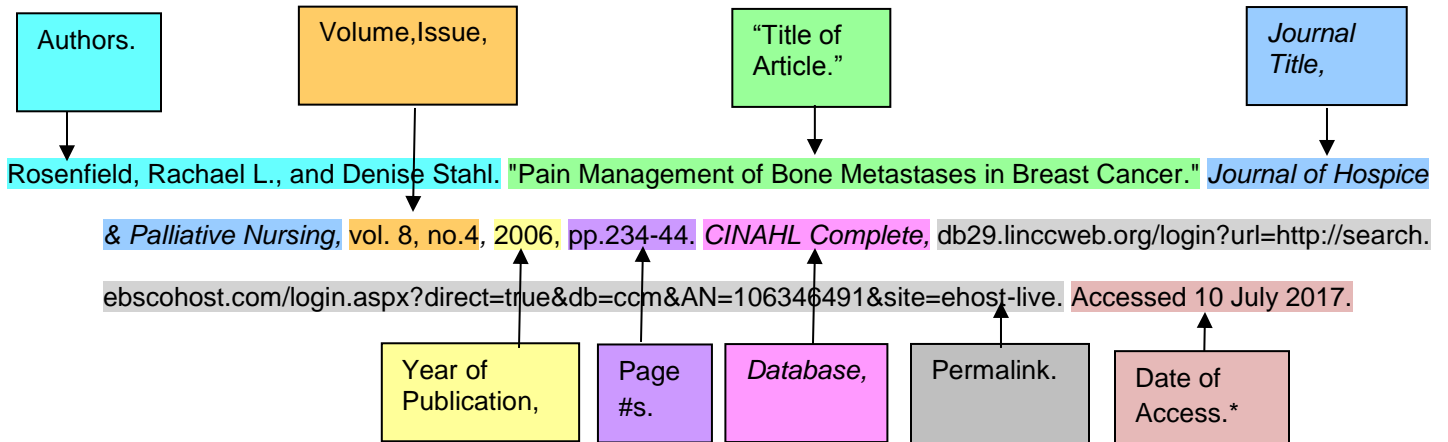 Authors.
Volume,Issue,
“Title of
Article.”
Journal
Title,
Rosenfield, Rachael L., and Denise Stahl. "Pain Management of Bone Metastases in Breast Cancer." Journal of Hospice
& Palliative Nursing, vol. 8, no.4, 2006, pp.234-44. CINAHL Complete, db29.linccweb.org/login?url=http://search.
ebscohost.com/login.aspx?direct=true&db=ccm&AN=106346491&site=ehost-live. Accessed 10 July 2017.
Year of
Publication,
Page
#s.
Database,
Permalink.
Date of
Access.*